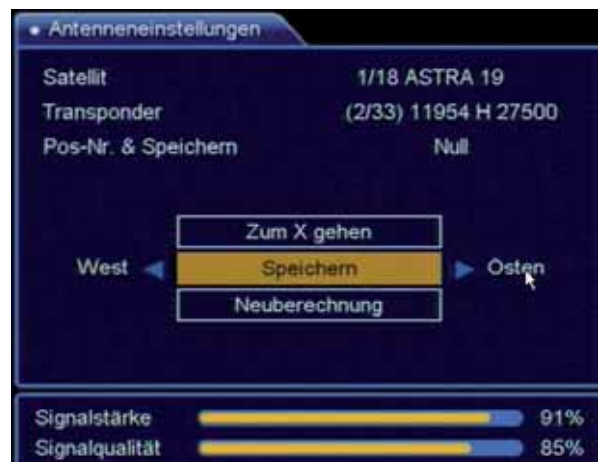 • Antenneneinstellungen
Satellit 1/18 ASTRA 19
Transponder (2/33) 11954 H 27500
Pos-Nr. & Speichern Null
Zum X gehen
West Speichern Osten
Neuberechnung
Signalstärke 91%
Signalqualität 85%